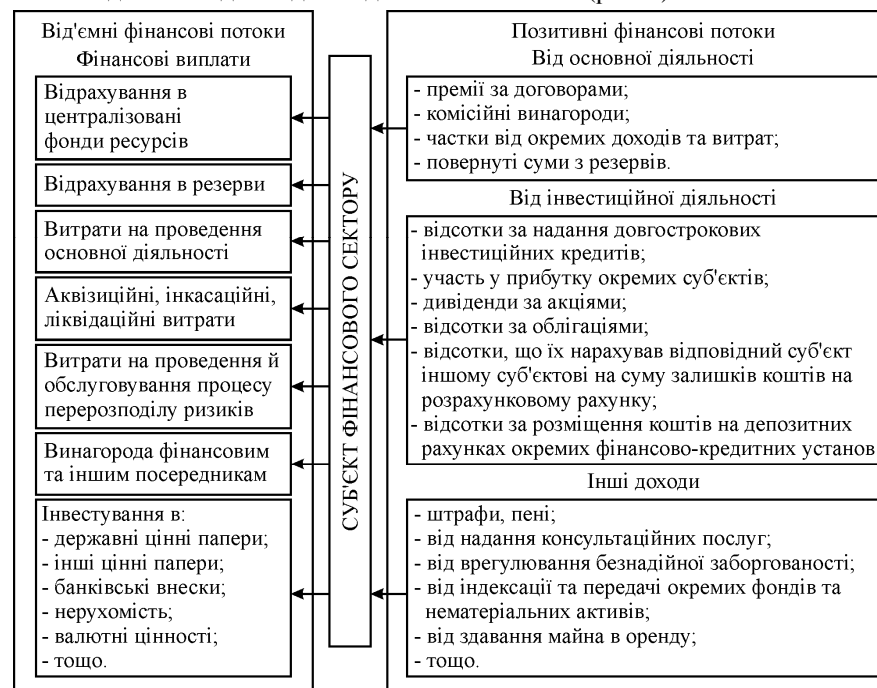 Від'ємні фінансові потоки
Фінансові виплати
Відрахування в
централізовані
фонди ресурсів
Відрахування в резерви
Витрати на проведення
основної діяльності
Аквізиційні, інкасаційні,
ліквідаційні витрати
Витрати на проведення й
обслуговування процесу
перерозподілу ризиків
Винагорода фінансовим
та іншим посередникам
Інвестування в:
- державні цінні папери;
- інші цінні папери;
- банківські внески;
- нерухомість;
- валютні цінності;
- тощо.
СУБ'ЄКТ ФІНАНСОВОГО СЕКТОРУ
Позитивні фінансові потоки
Від основної діяльності
- премії за договорами;
- комісійні винагороди;
- частки від окремих доходів та витрат;
- повернуті суми з резервів.
Від інвестиційної діяльності
- відсотки за надання довгострокових
інвестиційних кредитів;
- участь у прибутку окремих суб'єктів;
- дивіденди за акціями;
- відсотки за облігаціями;
- відсотки, що їх нарахував відповідний суб'єкт
іншому суб'єктові на суму залишків коштів на
розрахунковому рахунку;
- відсотки за розміщення коштів на депозитних
рахунках окремих фінансово-кредитних установ
Інші доходи
- штрафи, пені;
- від надання консультаційних послуг;
- від врегулювання безнадійної заборгованості;
- від індексації та передачі окремих фондів та
нематеріальних активів;
- від здавання майна в оренду;
- тощо.